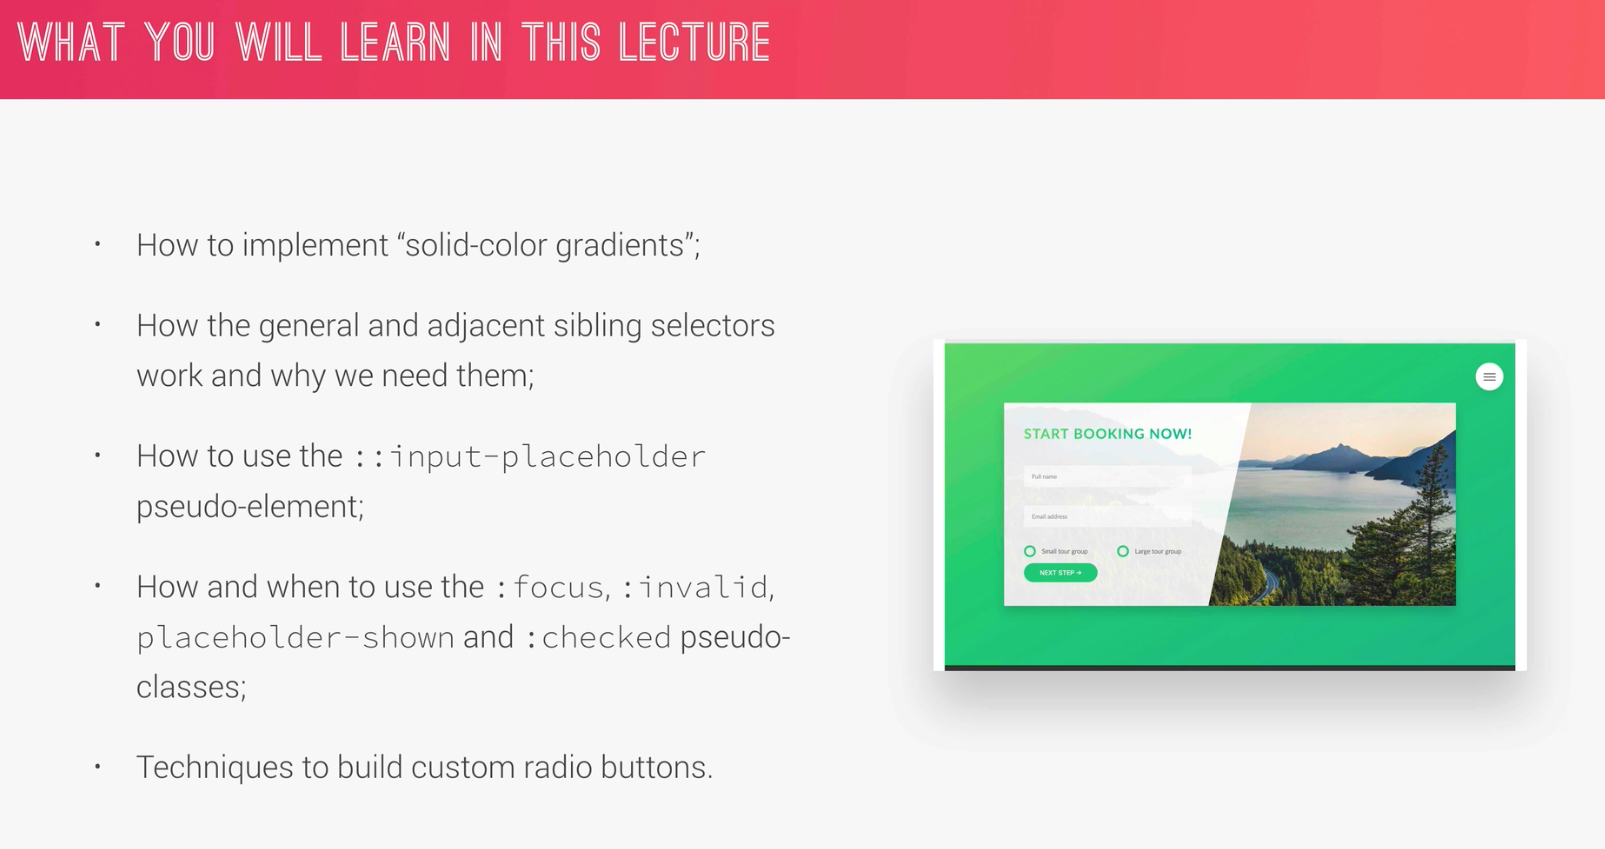 WHAT YOU WILL LEARN IN THIS LECTURE
• How to implement “solid-color gradients”;
• How the general and adjacent sibling selectors
work and why we need them;
• How to use the ::input-placeholder
pseudo-element;
• How and when to use the :focus, :invalid,
placeholder-shown and :checked pseudo-
classes;
• Techniques to build custom radio buttons.
START BOOKING NOW!
Full name
Email address
Small tour group Large tour group
NEXT STEP →